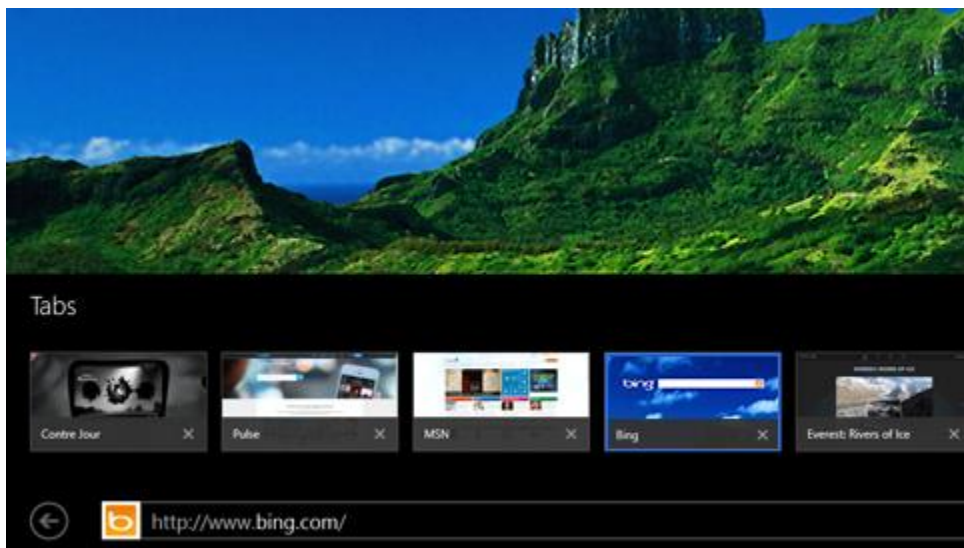 Tabs
bing
Contre Jour
Pulse
MSN
Bing
Everest: Rivers of Ice
http://www.bing.com/